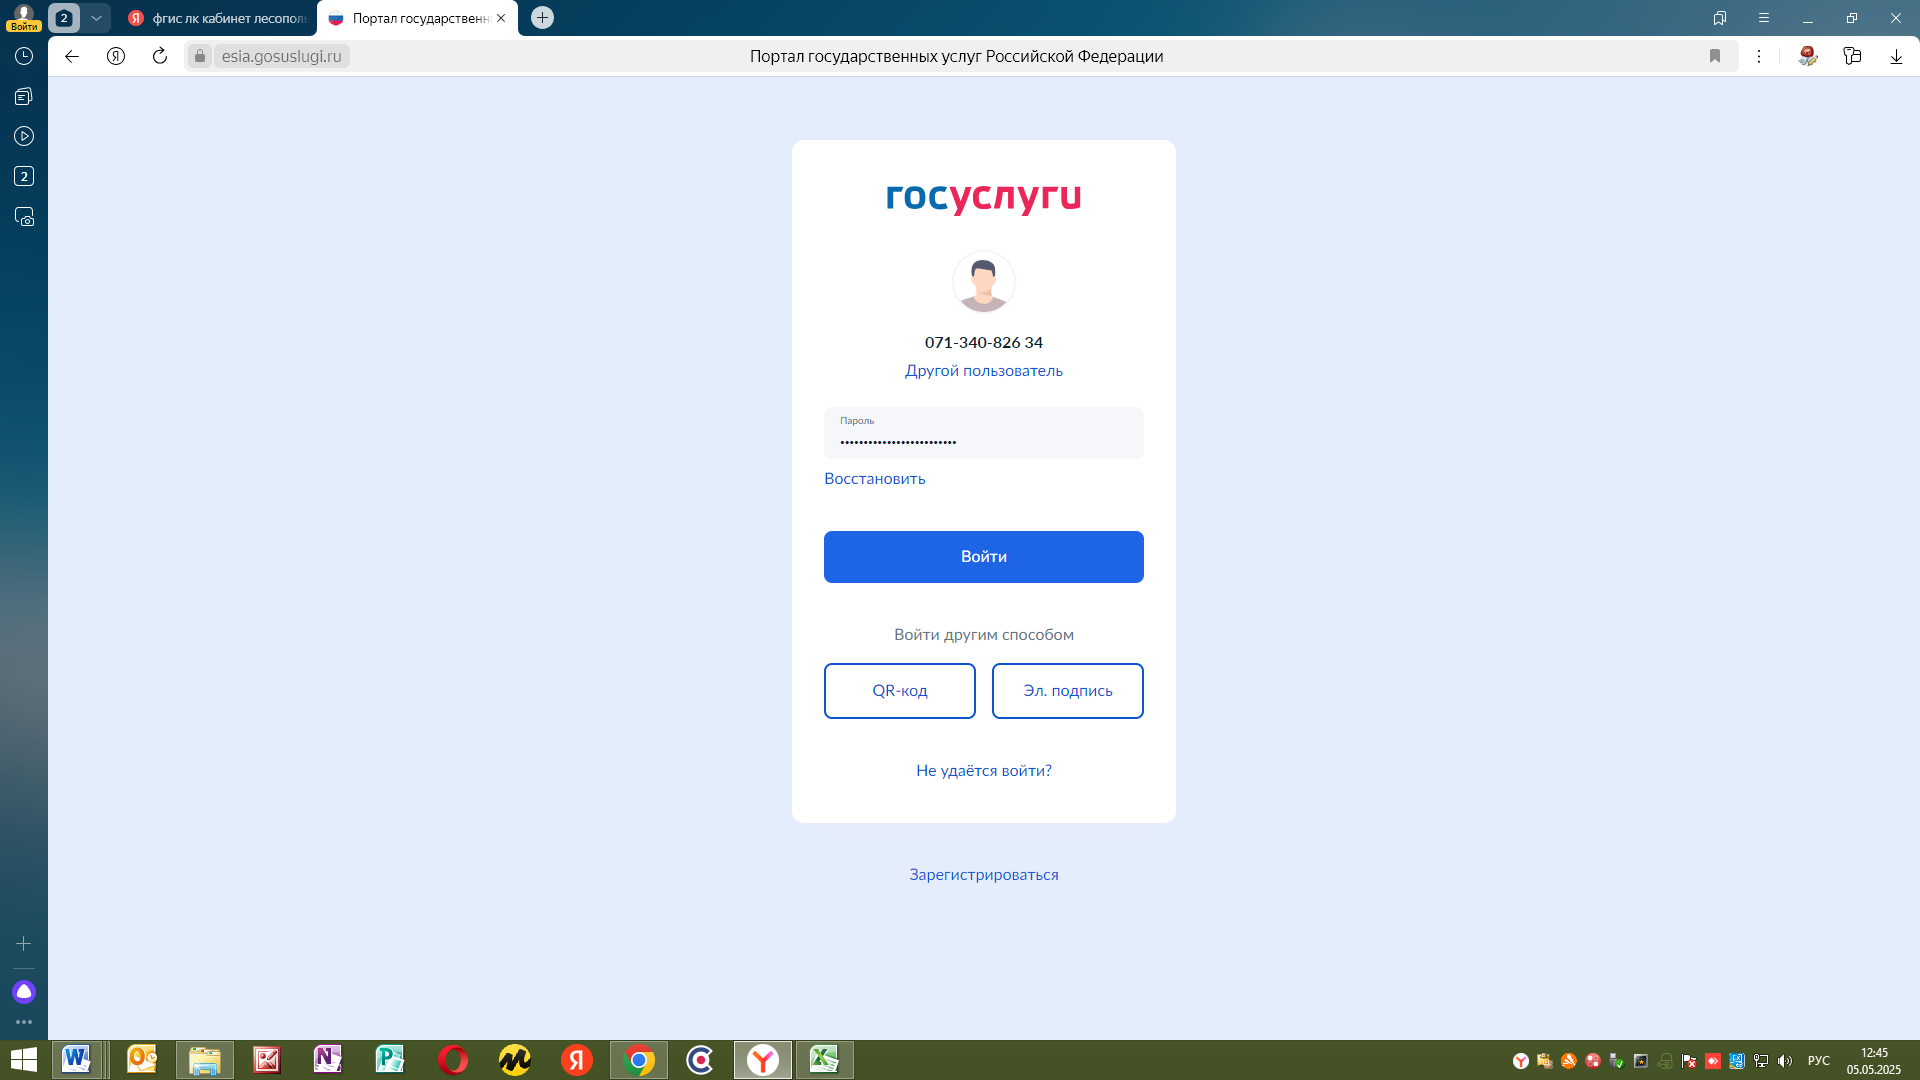 Войти
2
фгис лк кабинет лесопол
Портал государственн
esia.gosuslugi.ru
Портал государственных услуг Российской Федерации
2
госуслуги
071-340-826 34
Другой пользователь
Пароль
Восстановить
Войти
Войти другим способом
QR-код
Эл. подпись
Не удаётся войти?
Зарегистрироваться
РУС
12:45
05.05.2025